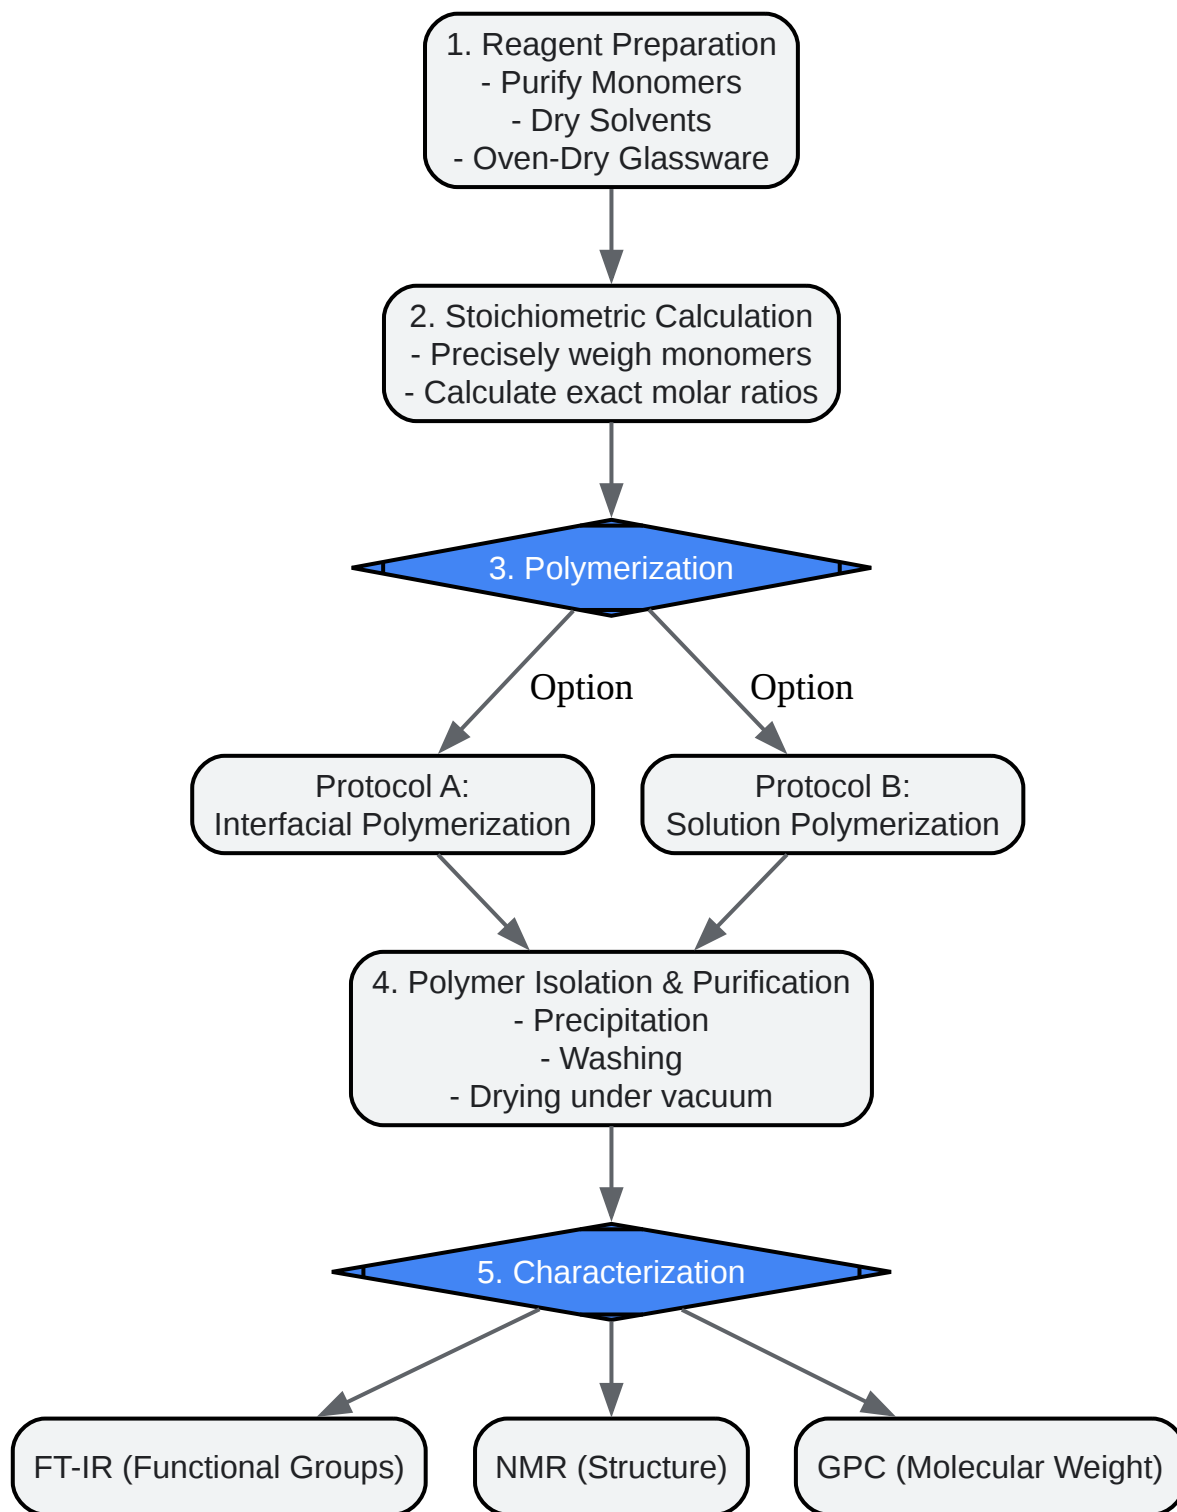 1. Reagent Preparation
- Purify Monomers
- Dry Solvents
- Oven-Dry Glassware
2. Stoichiometric Calculation
- Precisely weigh monomers
- Calculate exact molar ratios
3. Polymerization
Option
Option
Protocol A:
Interfacial Polymerization
Protocol B:
Solution Polymerization
4. Polymer Isolation & Purification
- Precipitation
- Washing
- Drying under vacuum
5. Characterization
FT-IR (Functional Groups)
NMR (Structure)
GPC (Molecular Weight)